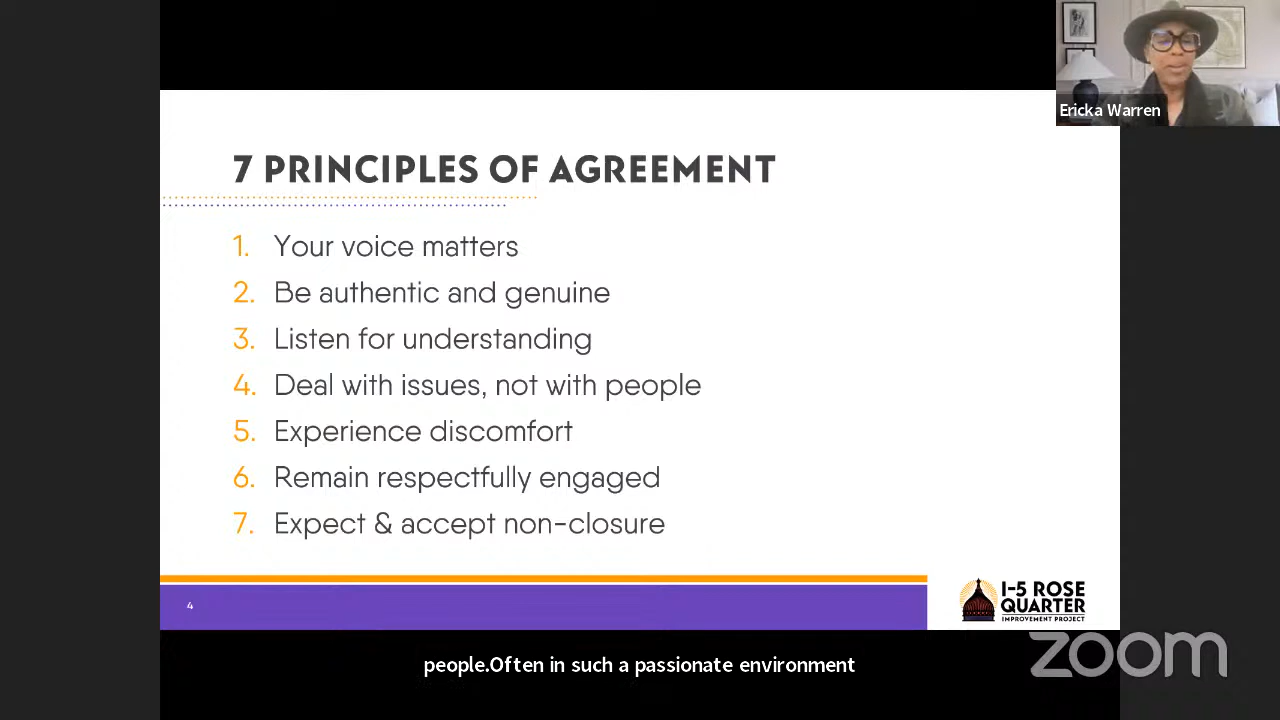 Ericka Warren
7 PRINCIPLES OF AGREEMENT
1. Your voice matters
2. Be authentic and genuine
3. Listen for understanding
4. Deal with issues, not with people
5. Experience discomfort
6. Remain respectfully engaged
7. Expect & accept non-closure
4
I-5 ROSE
QUARTER
IMPROVEMENT PROJECT
people.Often in such a passionate environment
zoom